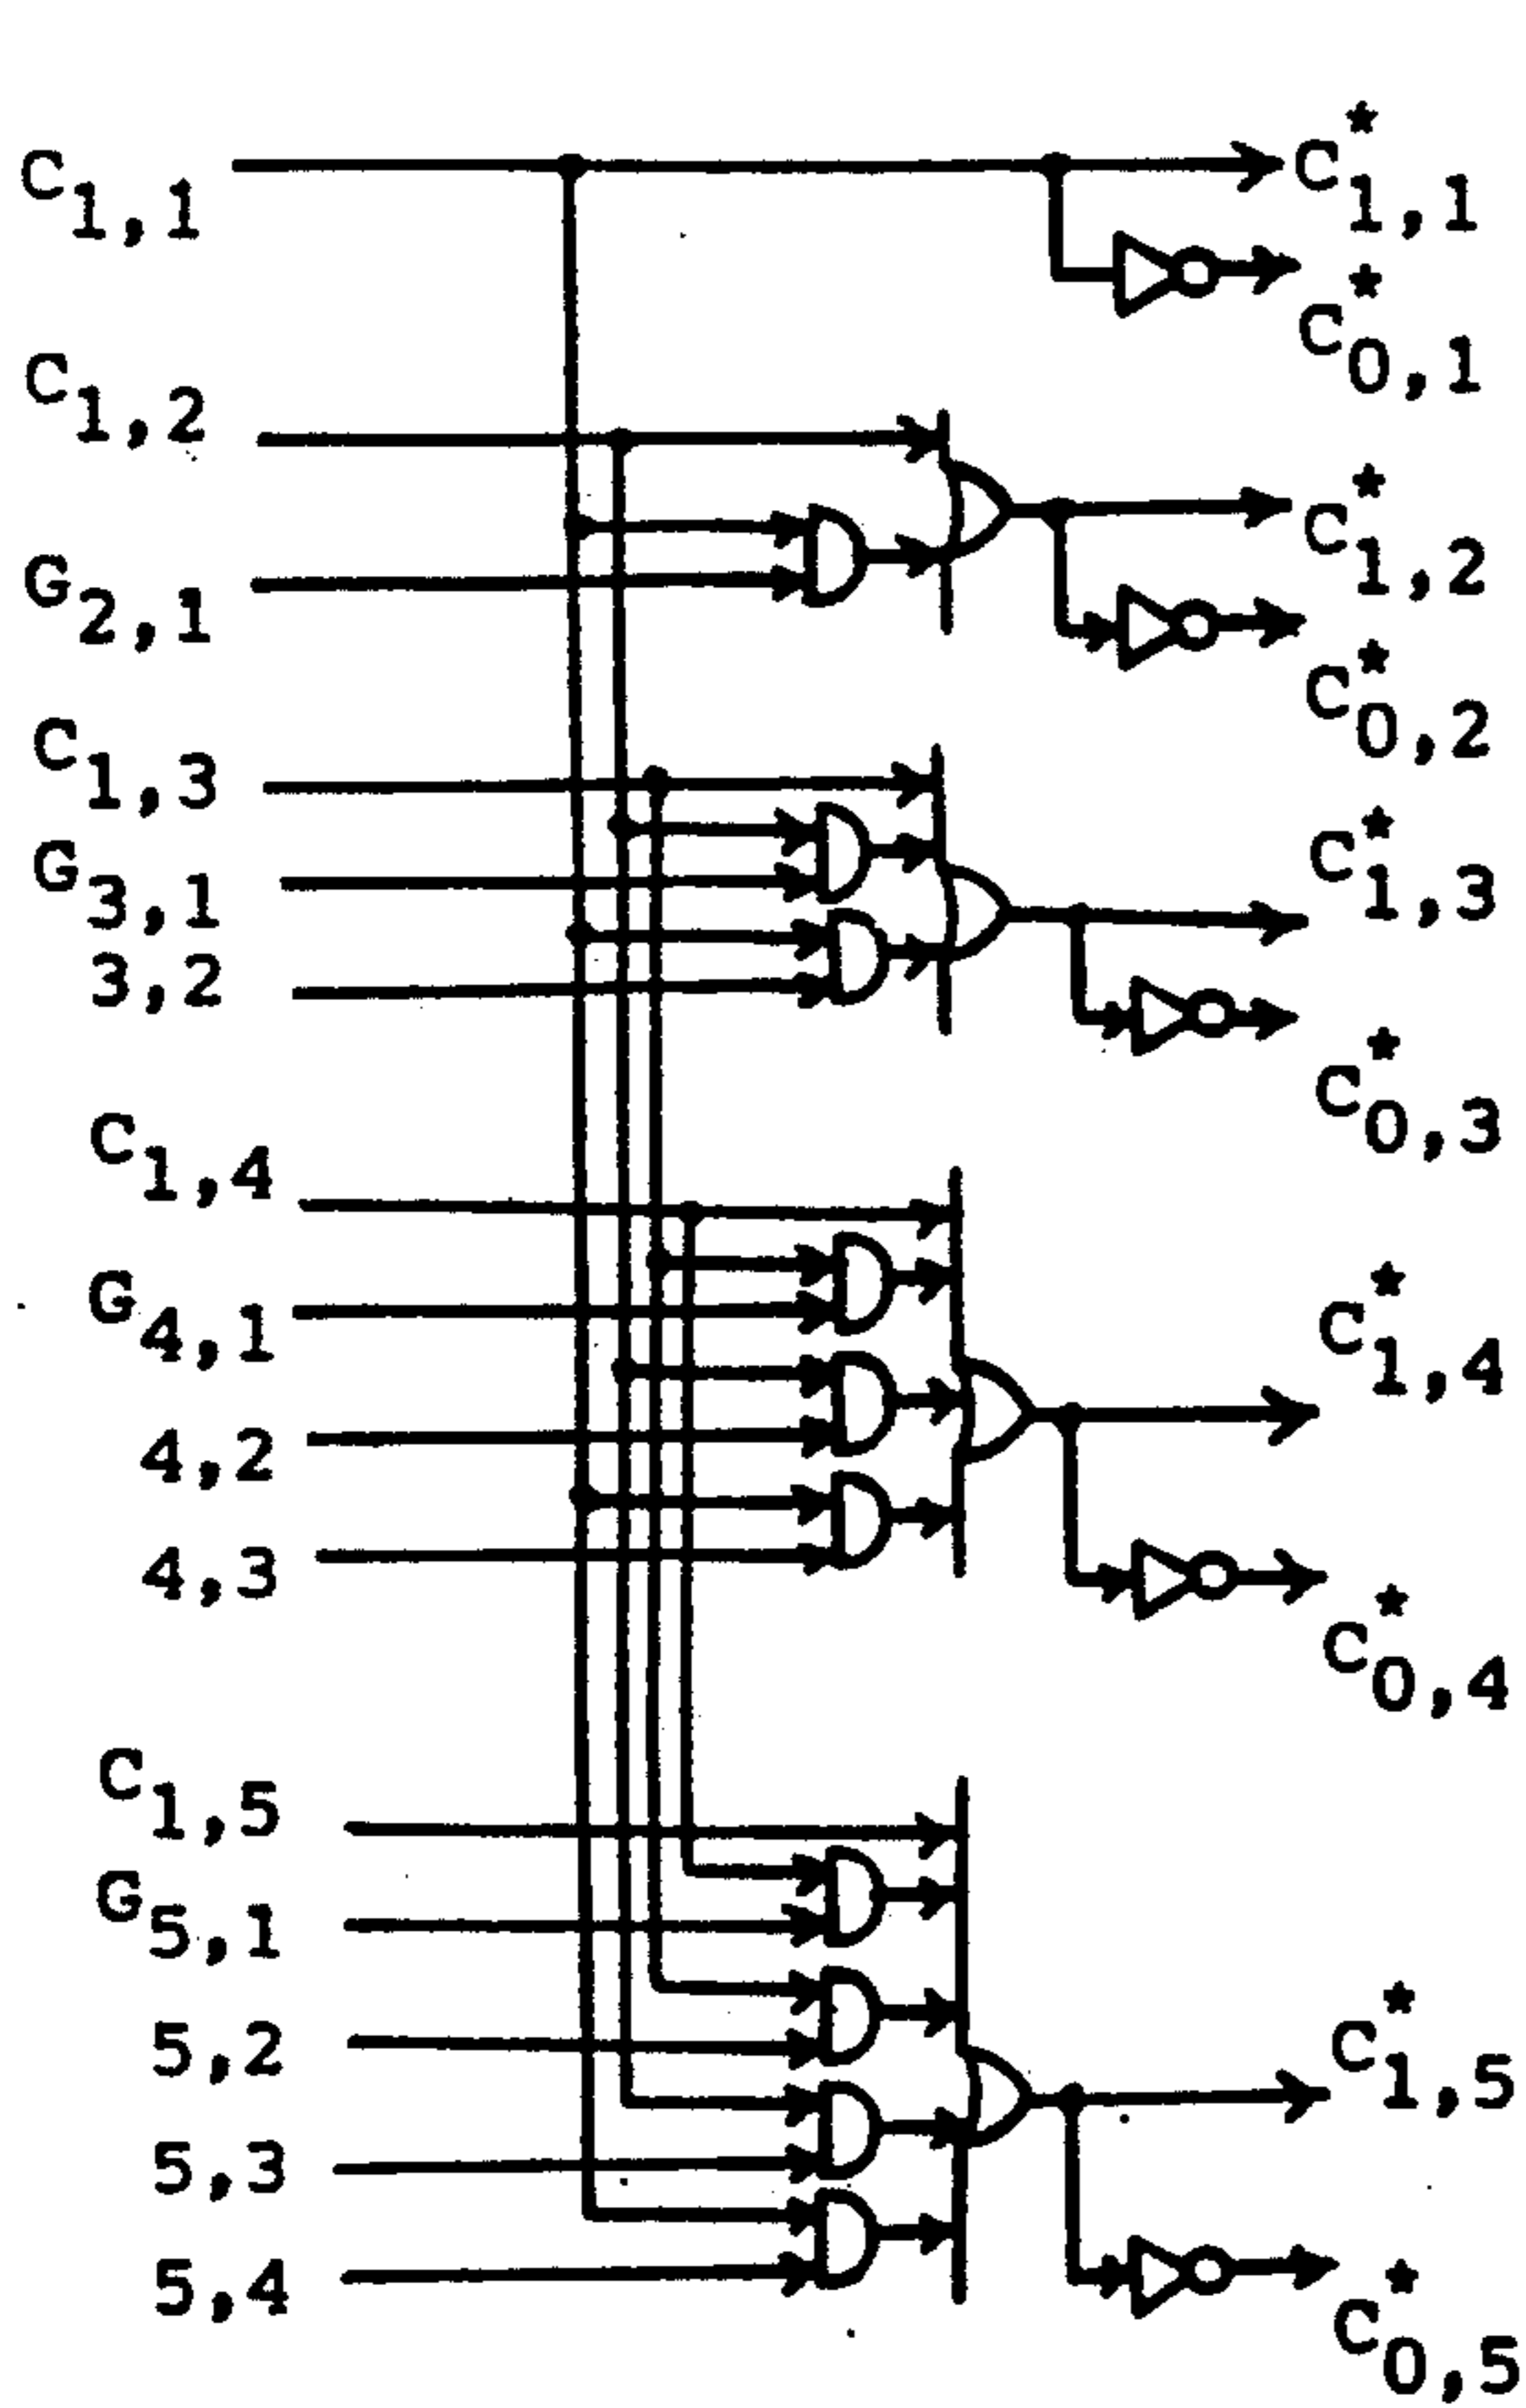 C1,1
C*1,1
C*0,1
C1,2
G2,1
C*1,2
C*0,2
C1,3
G3,1
3,2
C*1,3
C*0,3
C1,4
G4,1
4,2
4,3
C*1,4
C*0,4
C1,5
G5,1
5,2
5,3
5,4
C*1,5
C*0,5